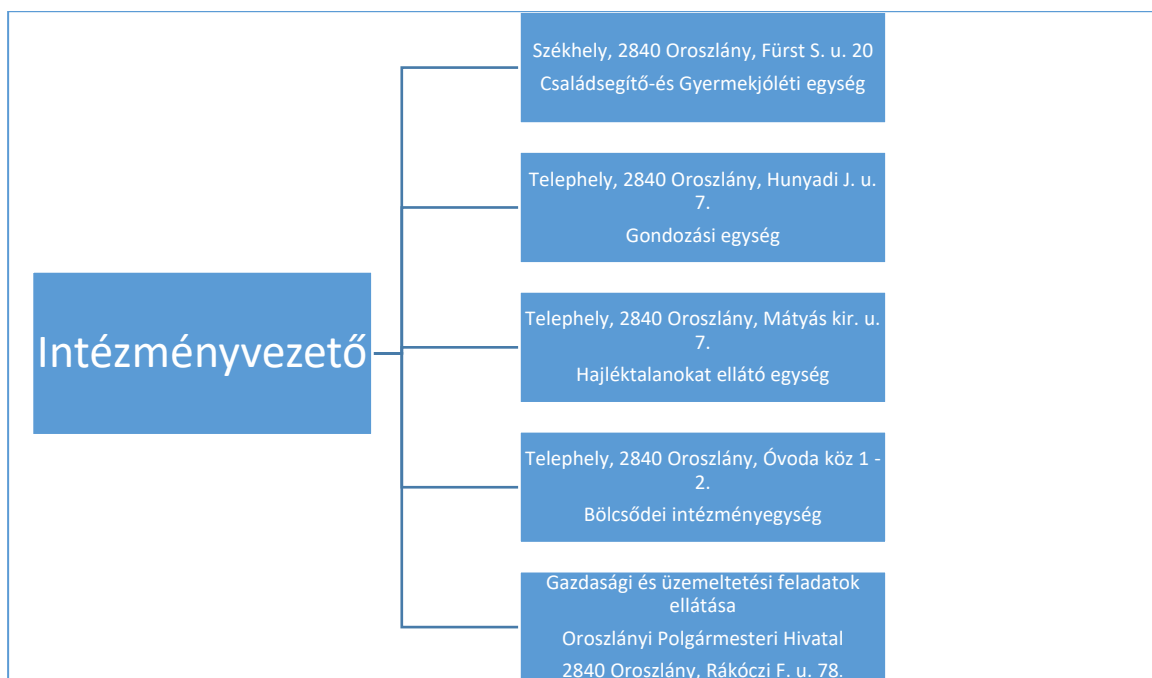 Intézményvezető
Székhely, 2840 Oroszlány, Fürst S. u. 20
Családsegítő-és Gyermekjóléti egység
Telephely, 2840 Oroszlány, Hunyadi J. u.
7.
Gondozási egység
Telephely, 2840 Oroszlány, Mátyás kir. u.
7.
Hajléktalanokat ellátó egység
Telephely, 2840 Oroszlány, Óvoda köz 1 -
2.
Bölcsődei intézményegység
Gazdasági és üzemeltetési feladatok
ellátása
Oroszlányi Polgármesteri Hivatal
2840 Oroszlány, Rákóczi F. u. 78.